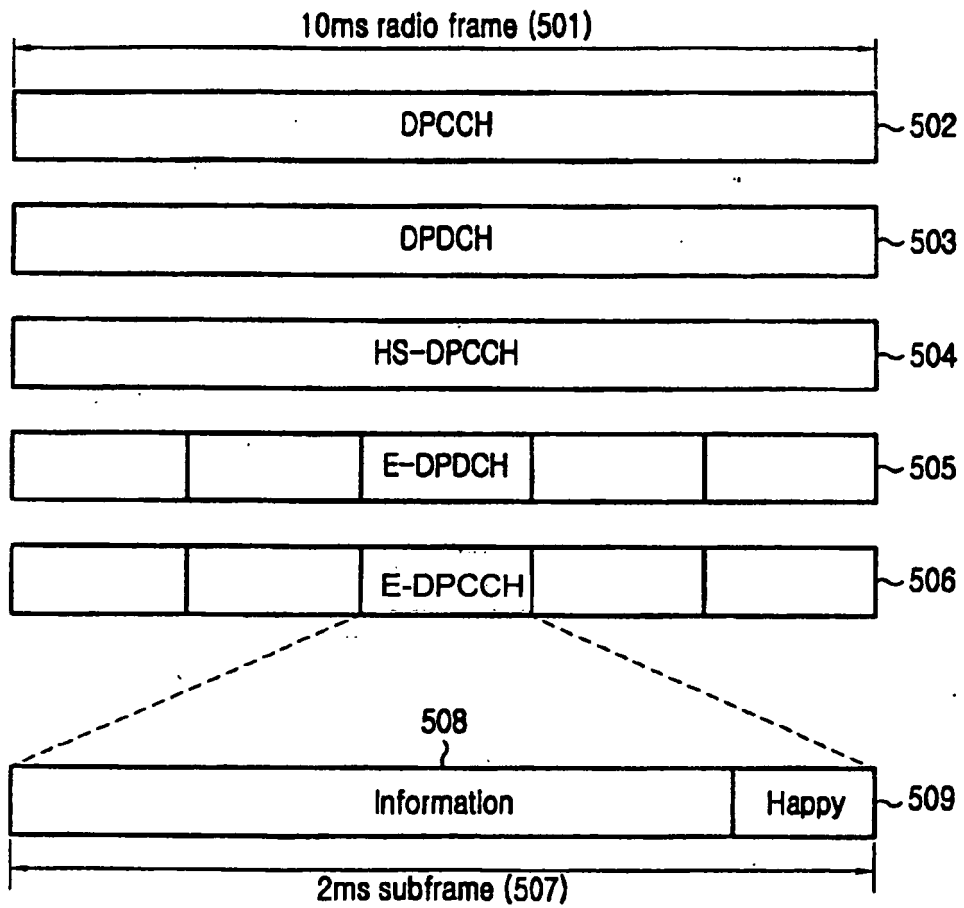 10ms radio frame (501)
DPCCH 502
DPDCH 503
HS-DPCCH 504
E-DPDCH 505
E-DPCCH 506
508
Information Happy 509
2ms subframe (507)